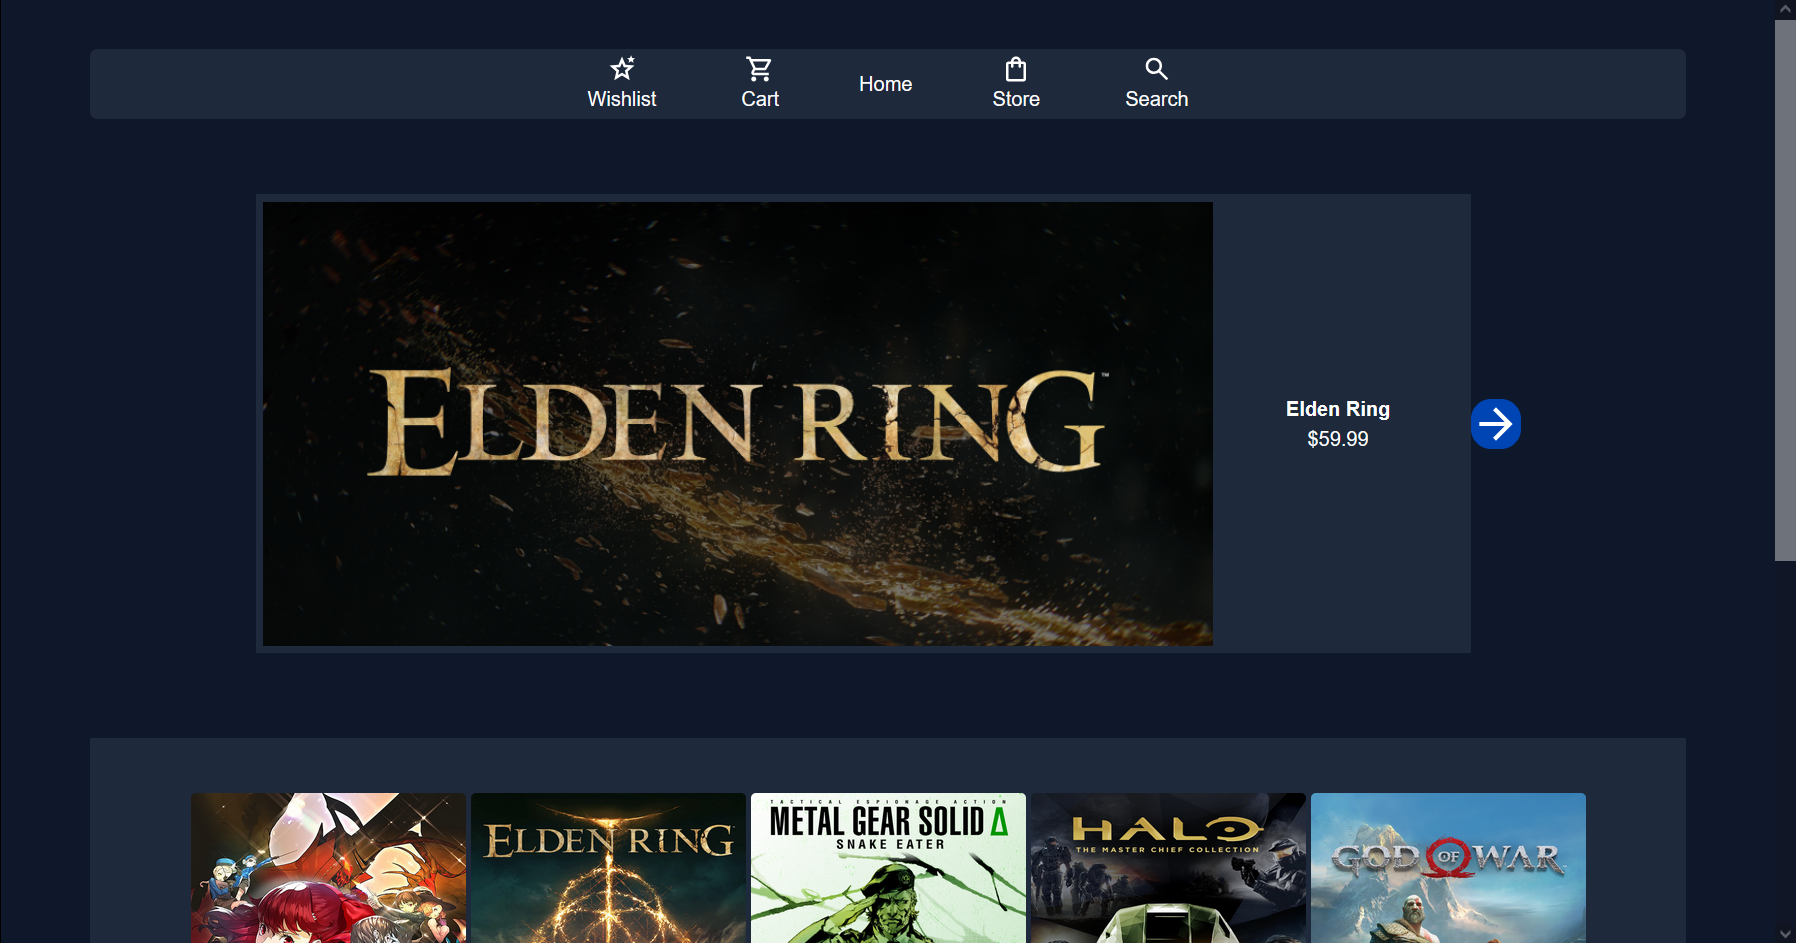 Wishlist
Cart
Home
Store
Search
ELDEN RING™
Elden Ring
$59.99
ELDEN RING
TACTICAL ESPIONAGE ACTION
METAL GEAR SOLID Δ
SNAKE EATER
HALO
THE MASTER CHIEF COLLECTION
GOD OF WAR